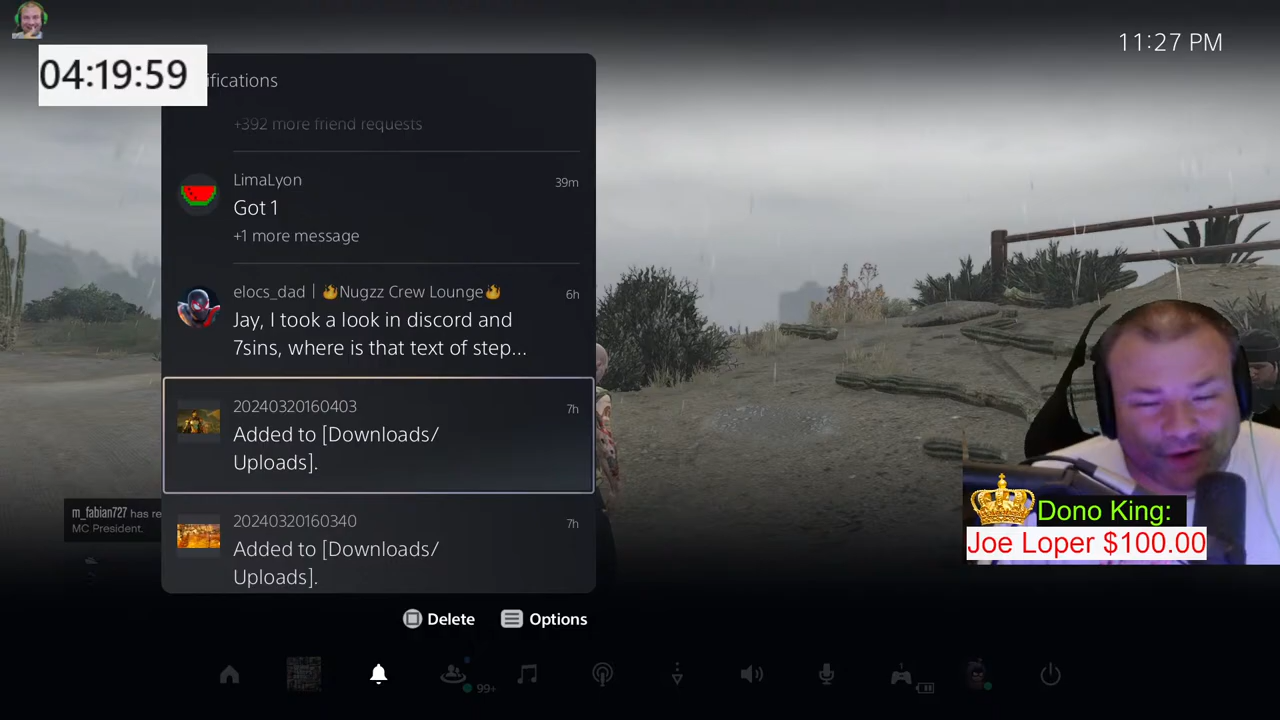 11:27 PM
04:19:59
ifications
+392 more friend requests
LimaLyon
39m
Got 1
+1 more message
elocs_dad | 🔥Nugzz Crew Lounge🔥
6h
Jay, I took a look in discord and
7sins, where is that text of step...
20240320160403
7h
Added to [Downloads/
Uploads].
m_fabian727 has re
MC President.
20240320160340
7h
Added to [Downloads/
Uploads].
Dono King:
Joe Loper $100.00
Delete
Options
99+